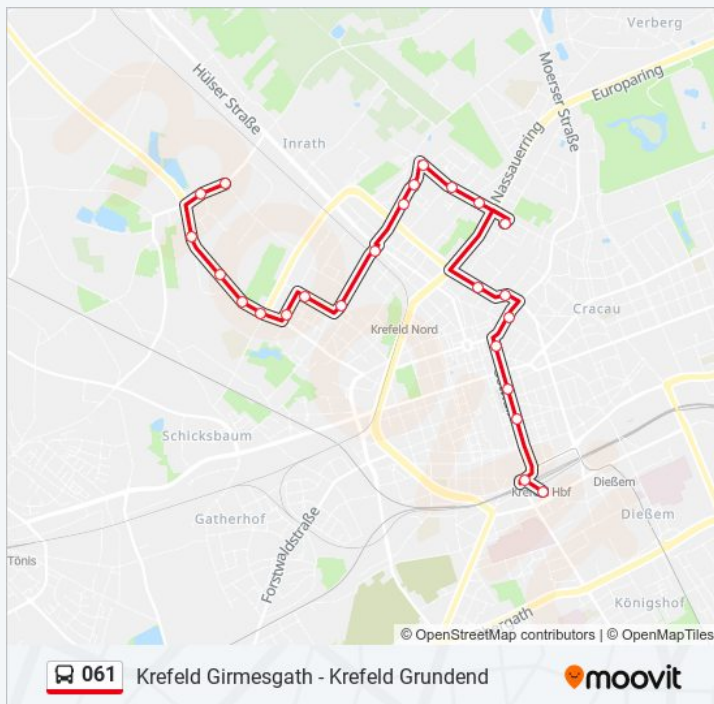 Verberg
Moerser Straße
Europaring
Hülser Straße
Inrath
Nassauerring
Cracau
Krefeld Nord
Schicksbaum
Gatherhof
Forstwaldstraße
Tönis
Hbf
Dießem
Dießem
Königshof
© OpenStreetMap contributors | © OpenMapTiles
061 Krefeld Girmesgath - Krefeld Grundend
moovit